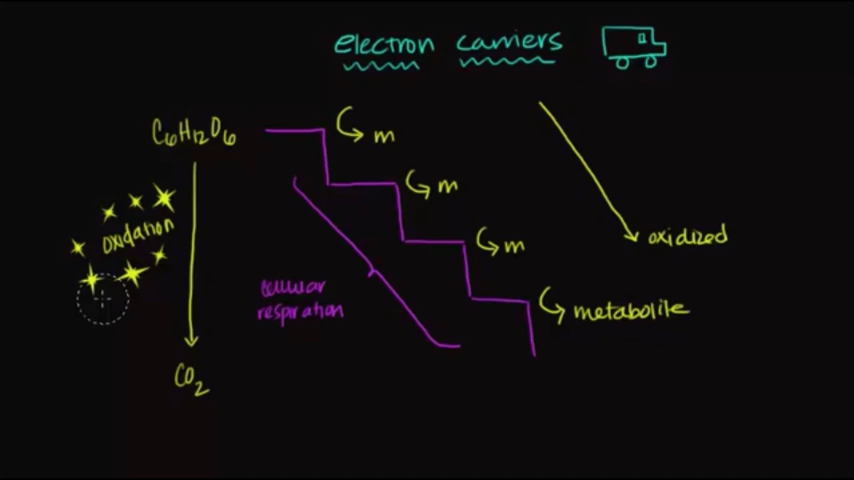 electron carriers
C6H12O6
m
m
oxidation
m
oxidized
cellular
respiration
metabolite
CO2